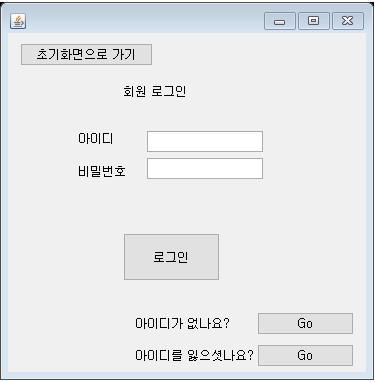 초기화면으로 가기
회원 로그인
아이디
비밀번호
로그인
아이디가 없나요? Go
아이디를 잃으셧나요? Go